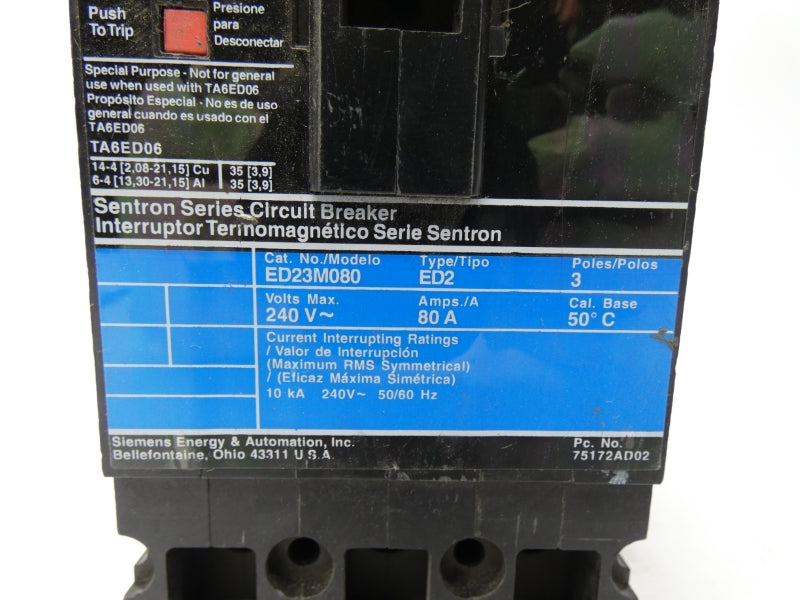 Push
To Trip
Presione
para
Desconectar
Special Purpose - Not for general
use when used with TA6ED06
Propósito Especial - No es de uso
general cuando es usado con el
TA6ED06
TA6ED06
14-4 [2,08-21,15] Cu 35 [3,9]
6-4 [13,30-21,15] Al 35 [3,9]
Sentron Series Circuit Breaker
Interruptor Termomagnético Serie Sentron
Cat. No./Modelo Type/Tipo Poles/Polos
ED23M080 ED2 3
Volts Max. Amps./A Cal. Base
240 V~ 80 A 50° C
Current Interrupting Ratings
/ Valor de Interrupción
(Maximum RMS Symmetrical)
/ (Eficaz Máxima Simétrica)
10 kA 240V~ 50/60 Hz
Siemens Energy & Automation, Inc. Pc. No.
Bellefontaine, Ohio 43311 U.S.A. 75172AD02